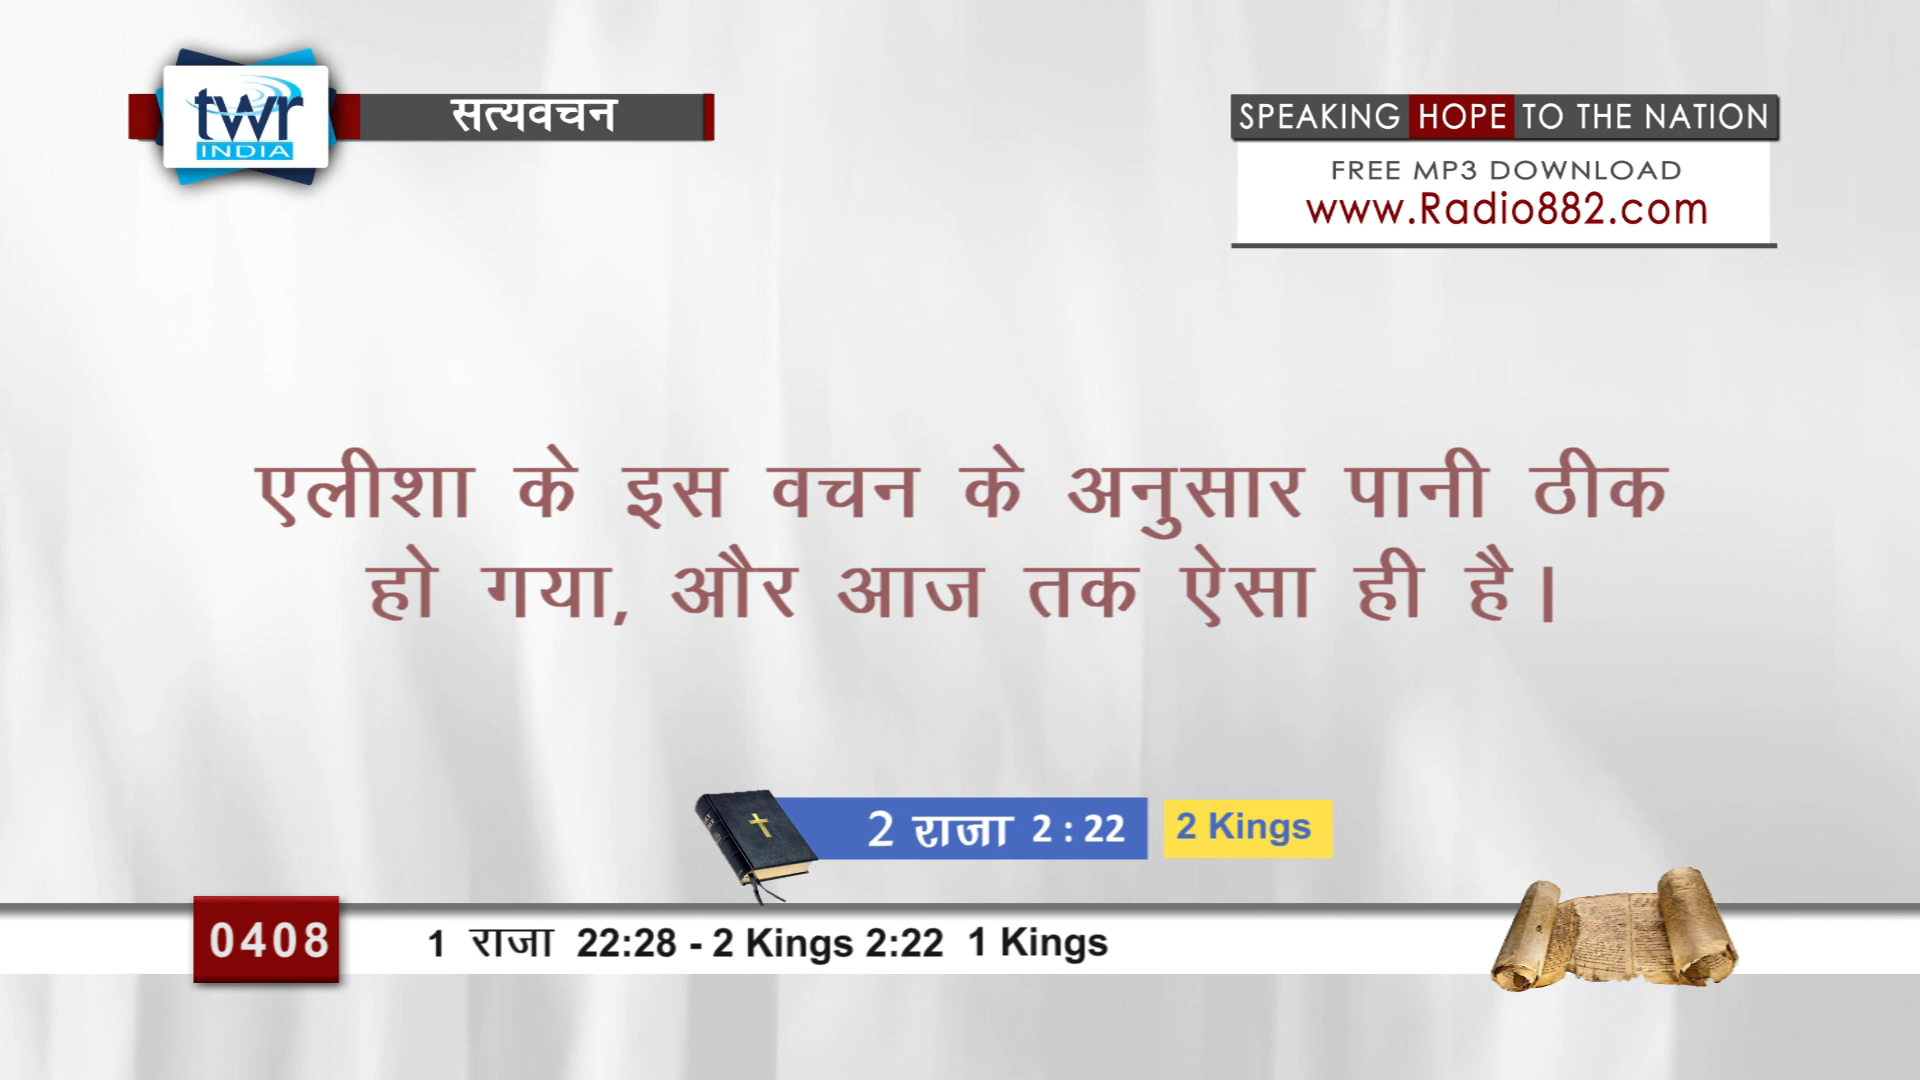 twr
INDIA
सत्यवचन
SPEAKING HOPE TO THE NATION
FREE MP3 DOWNLOAD
www.Radio882.com
एलीशा के इस वचन के अनुसार पानी ठीक
हो गया, और आज तक ऐसा ही है।
2 राजा 2 : 22 2 Kings
0408 1 राजा 22:28 - 2 Kings 2:22 1 Kings